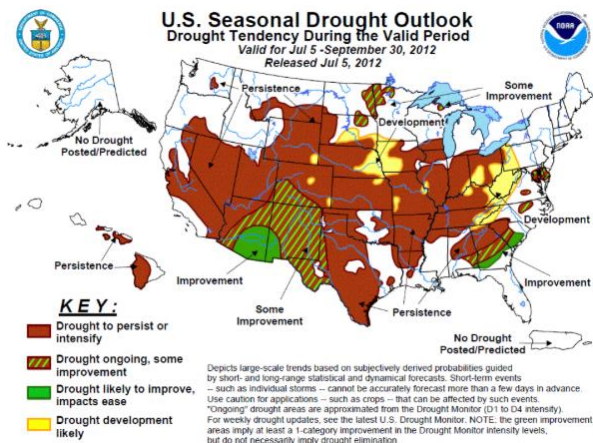 U.S. Seasonal Drought Outlook
Drought Tendency During the Valid Period
Valid for Jul 5 -September 30, 2012
Released Jul 5, 2012
NOAA
Persistence
Some
Improvement
Development
No Drought
Posted/Predicted
Development
Persistence
Improvement
Improvement
Some
Improvement
Persistence
No Drought
Posted/Predicted
KEY:
Drought to persist or
intensify
Drought ongoing, some
improvement
Drought likely to improve,
impacts ease
Drought development
likely
Depicts large-scale trends based on subjectively derived probabilities guided
by short- and long-range statistical and dynamical forecasts. Short-term events
-- such as individual storms -- cannot be accurately forecast more than a few days in advance.
Use caution for applications -- such as crops -- that can be affected by such events.
"Ongoing" drought areas are approximated from the Drought Monitor (D1 to D4 intensity).
For weekly drought updates, see the latest U.S. Drought Monitor. NOTE: the green improvement
areas imply at least a 1-category improvement in the Drought Monitor intensity levels,
but do not necessarily imply drought elimination